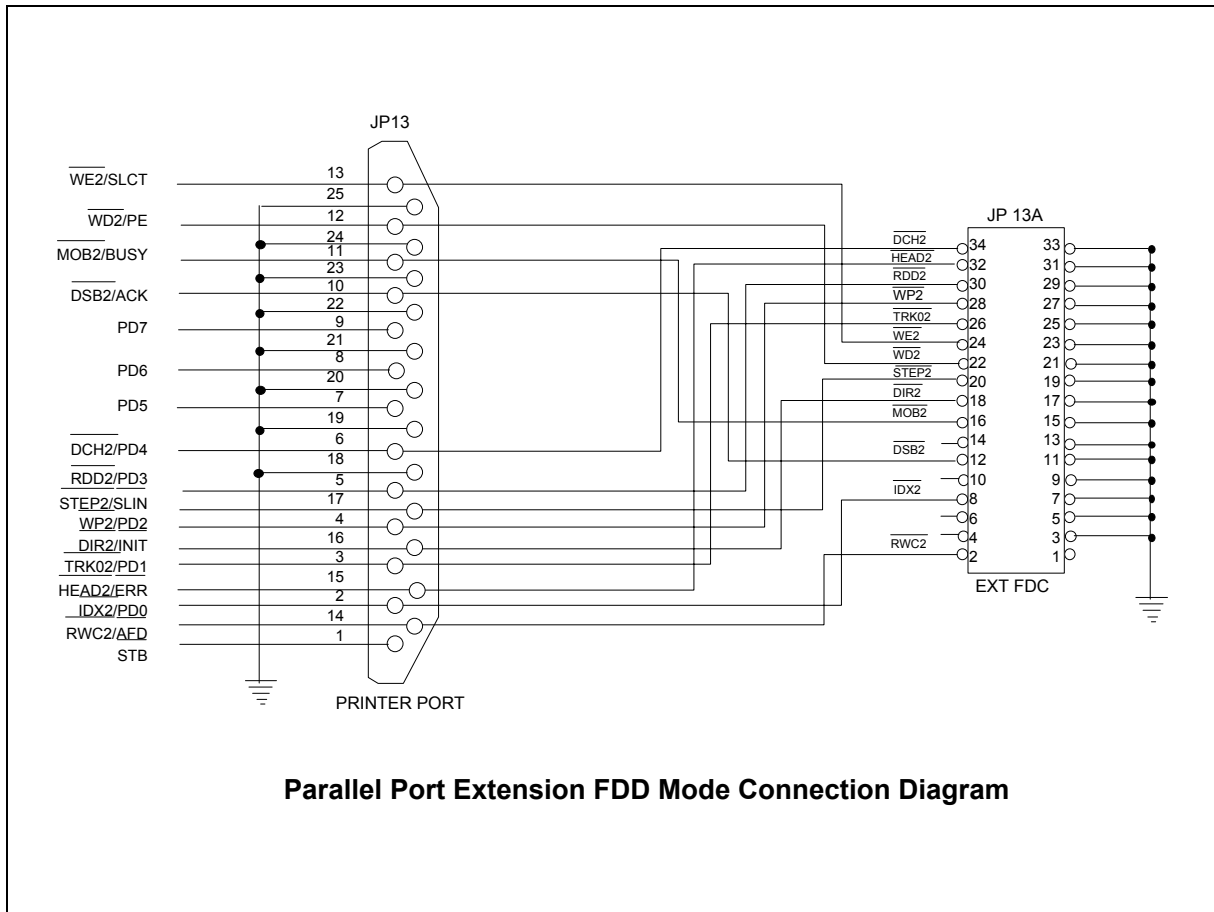 JP13
WE2/SLCT
WD2/PE
MOB2/BUSY
DSB2/ACK
PD7
PD6
PD5
DCH2/PD4
RDD2/PD3
STEP2/SLIN
WP2/PD2
DIR2/INIT
TRK02/PD1
HEAD2/ERR
IDX2/PD0
RWC2/AFD
STB
13
25
12
24
11
23
10
22
9
21
8
20
7
19
6
18
5
17
4
16
3
15
2
14
1
PRINTER PORT
JP 13A
DCH2
HEAD2
RDD2
WP2
TRK02
WE2
WD2
STEP2
DIR2
MOB2
DSB2
IDX2
RWC2
34 33
32 31
30 29
28 27
26 25
24 23
22 21
20 19
18 17
16 15
14 13
12 11
10 9
8 7
6 5
4 3
2 1
EXT FDC
Parallel Port Extension FDD Mode Connection Diagram